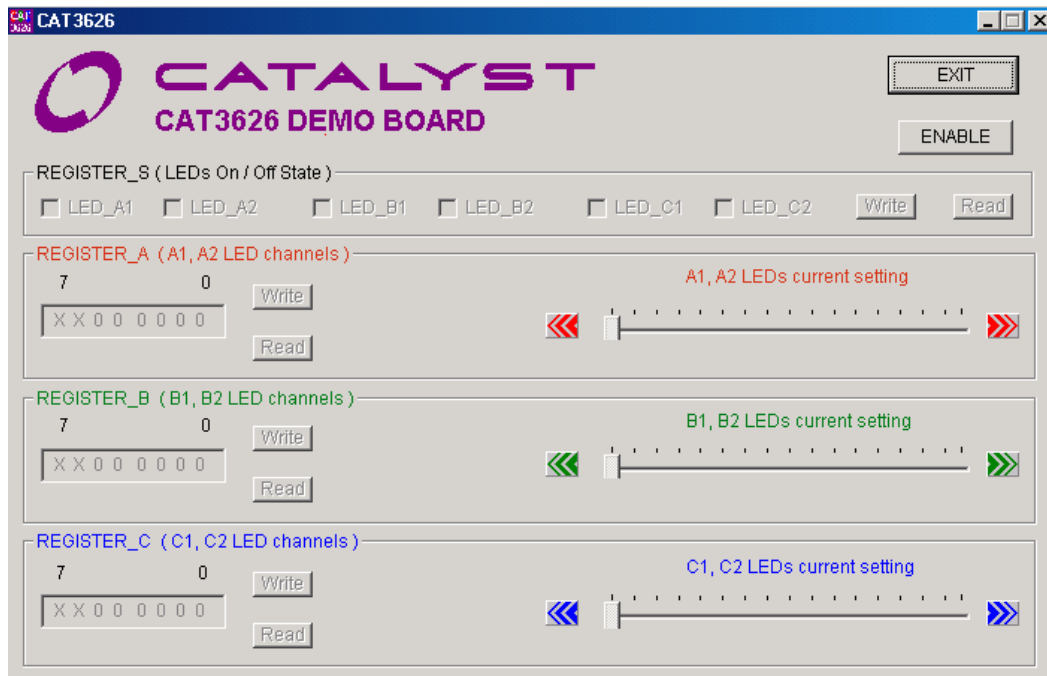 CAT 3626 CAT3626
CATALYST
CAT3626 DEMO BOARD
EXIT
ENABLE
REGISTER_S ( LEDs On / Off State )
LED_A1 LED_A2 LED_B1 LED_B2 LED_C1 LED_C2 Write Read
REGISTER_A ( A1, A2 LED channels )
7 0
Write
X X 0 0 0 0 0 0
Read
A1, A2 LEDs current setting
REGISTER_B ( B1, B2 LED channels )
7 0
Write
X X 0 0 0 0 0 0
Read
B1, B2 LEDs current setting
REGISTER_C ( C1, C2 LED channels )
7 0
Write
X X 0 0 0 0 0 0
Read
C1, C2 LEDs current setting